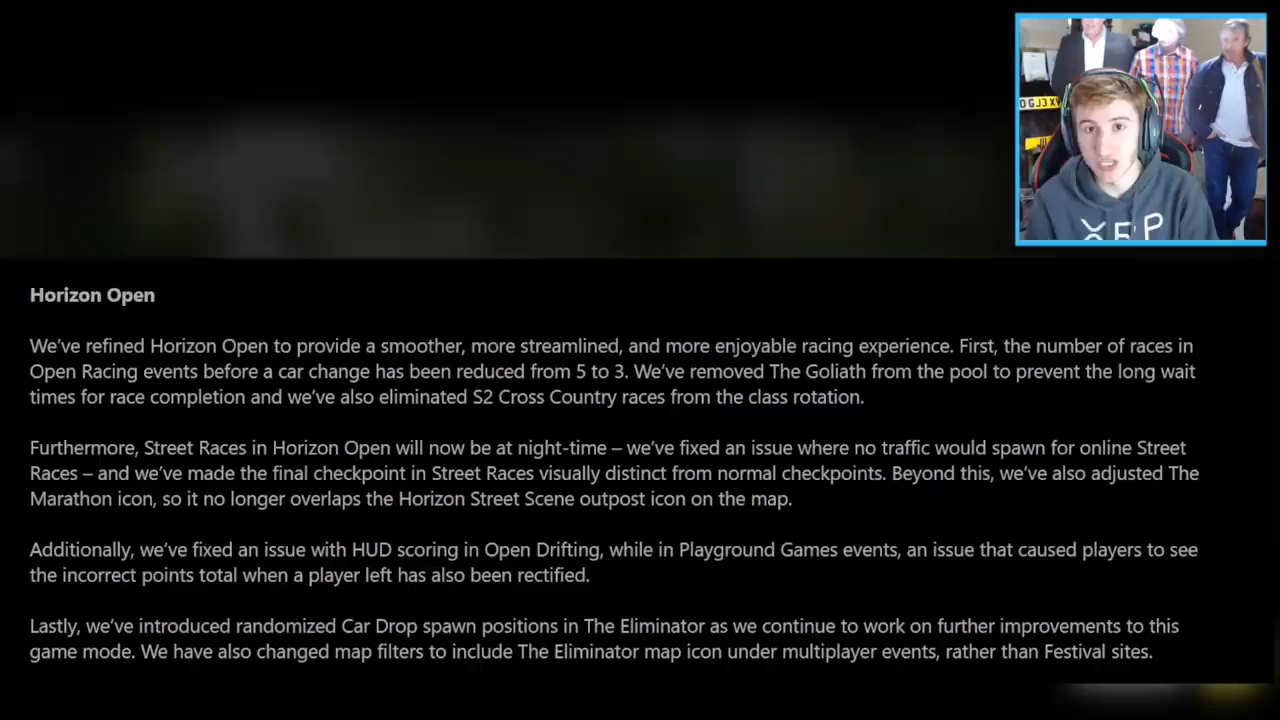 Horizon Open
We've refined Horizon Open to provide a smoother, more streamlined, and more enjoyable racing experience. First, the number of races in
Open Racing events before a car change has been reduced from 5 to 3. We've removed The Goliath from the pool to prevent the long wait
times for race completion and we've also eliminated S2 Cross Country races from the class rotation.
Furthermore, Street Races in Horizon Open will now be at night-time – we've fixed an issue where no traffic would spawn for online Street
Races – and we've made the final checkpoint in Street Races visually distinct from normal checkpoints. Beyond this, we've also adjusted The
Marathon icon, so it no longer overlaps the Horizon Street Scene outpost icon on the map.
Additionally, we've fixed an issue with HUD scoring in Open Drifting, while in Playground Games events, an issue that caused players to see
the incorrect points total when a player left has also been rectified.
Lastly, we've introduced randomized Car Drop spawn positions in The Eliminator as we continue to work on further improvements to this
game mode. We have also changed map filters to include The Eliminator map icon under multiplayer events, rather than Festival sites.